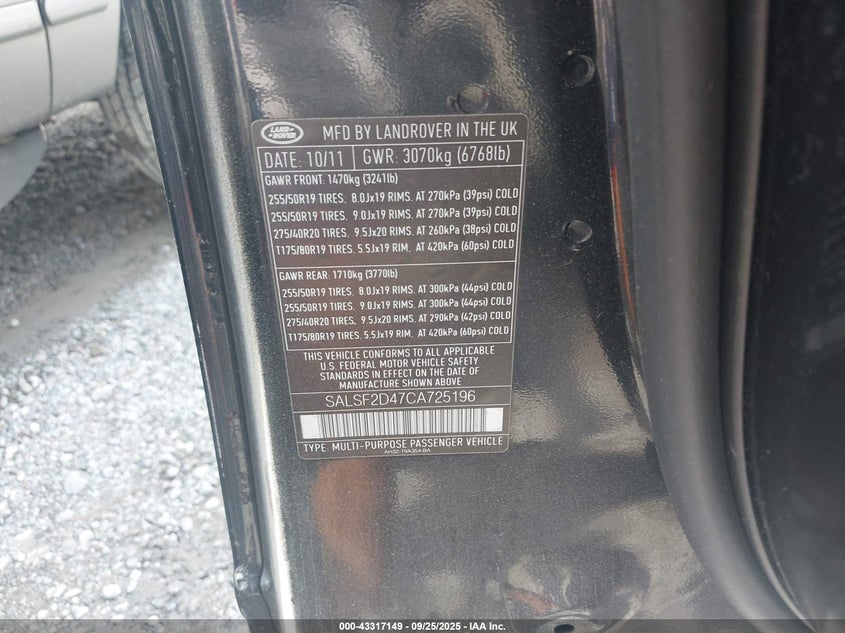 LAND ROVER
MFD BY LANDROVER IN THE UK
DATE: 10/11 GWR: 3070kg (6768lb)
GAWR FRONT: 1470kg (3241lb)
255/50R19 TIRES. 8.0Jx19 RIMS. AT 270kPa (39psi) COLD
255/50R19 TIRES. 9.0Jx19 RIMS. AT 270kPa (39psi) COLD
275/40R20 TIRES. 9.5Jx20 RIMS. AT 260kPa (38psi) COLD
T175/80R19 TIRES. 5.5Jx19 RIM. AT 420kPa (60psi) COLD
GAWR REAR: 1710kg (3770lb)
255/50R19 TIRES. 8.0Jx19 RIMS. AT 300kPa (44psi) COLD
255/50R19 TIRES. 9.0Jx19 RIMS. AT 300kPa (44psi) COLD
275/40R20 TIRES. 9.5Jx20 RIMS. AT 290kPa (42psi) COLD
T175/80R19 TIRES. 5.5Jx19 RIM. AT 420kPa (60psi) COLD
THIS VEHICLE CONFORMS TO ALL APPLICABLE
U.S. FEDERAL MOTOR VEHICLE SAFETY
STANDARDS IN EFFECT ON THE DATE OF
MANUFACTURE SHOWN ABOVE
SALSF2D47CA725196
TYPE: MULTI-PURPOSE PASSENGER VEHICLE
AH32-19A354-BA
000-43317149 - 09/25/2025 - IAA Inc.